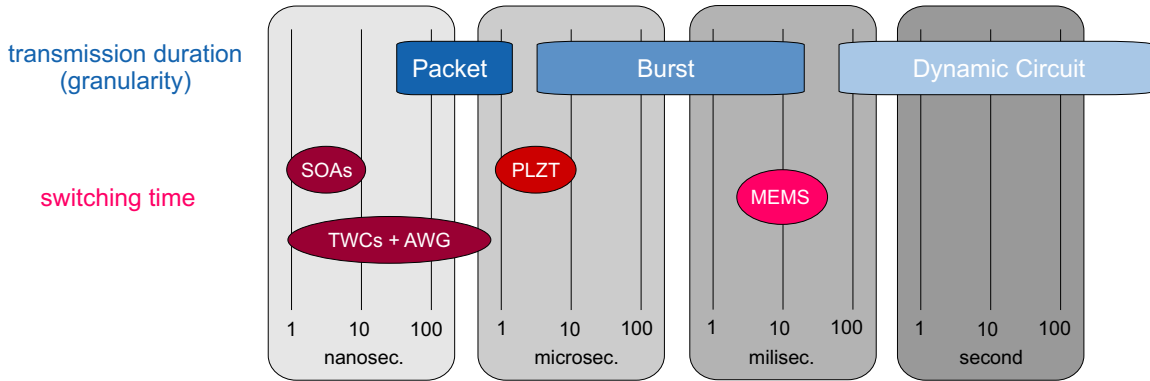 transmission duration
(granularity)
Packet
Burst
Dynamic Circuit
switching time
SOAs
PLZT
MEMS
TWCs + AWG
1 10 100 1 10 100 1 10 100 1 10 100
nanosec. microsec. milisec. second